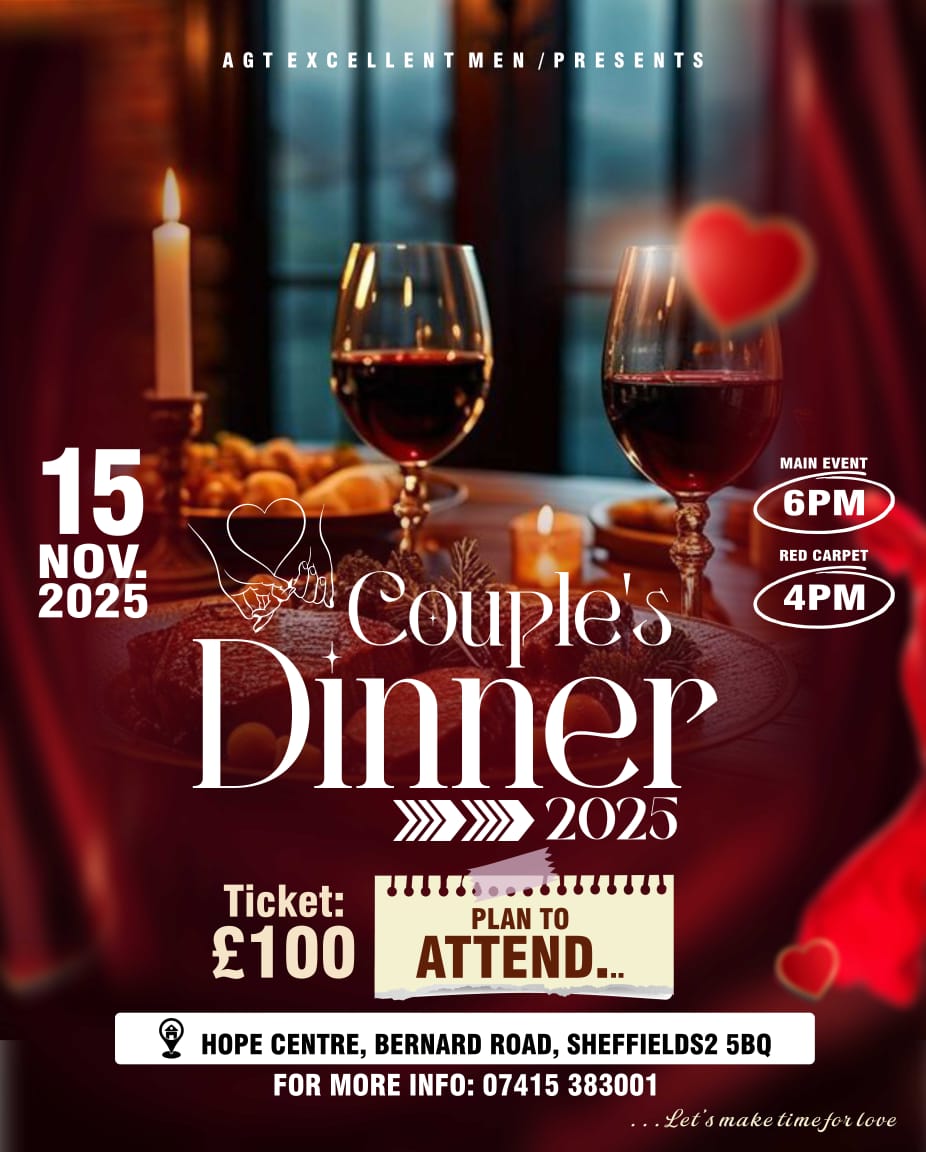 AGT EXCELLENT MEN / PRESENTS
15
NOV.
2025
MAIN EVENT
6PM
RED CARPET
4PM
Couple's
Dinner
2025
Ticket:
£100
PLAN TO
ATTEND...
HOPE CENTRE, BERNARD ROAD, SHEFFIELDS2 5BQ
FOR MORE INFO: 07415 383001
...Let's make time for love